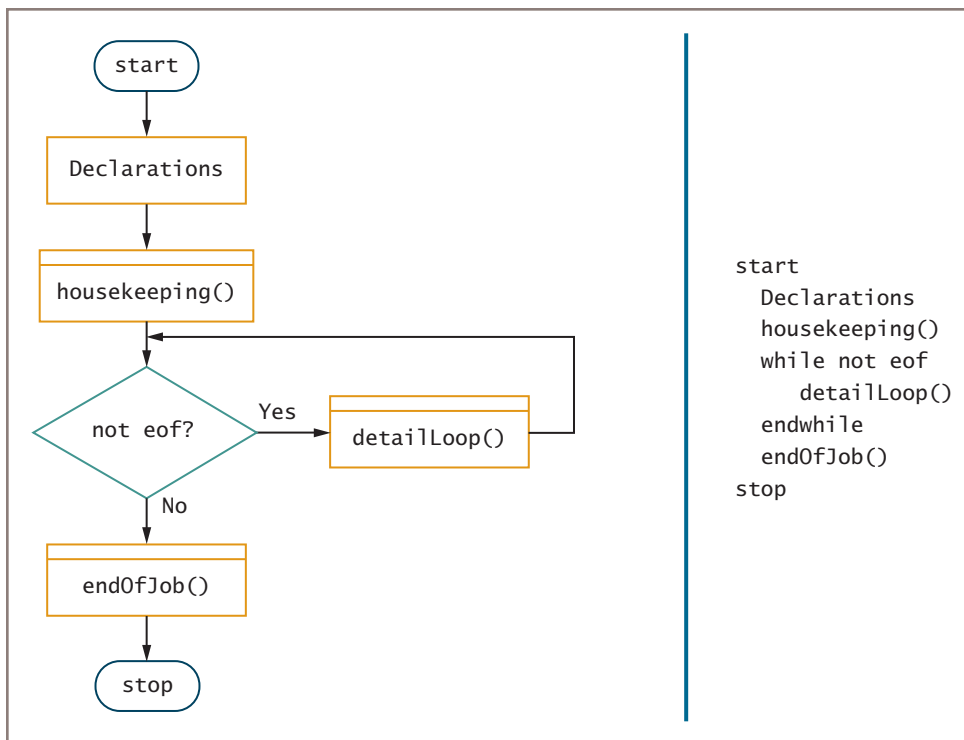 start
Declarations
housekeeping()
not eof?
Yes
detailLoop()
No
endOfJob()
stop
start
Declarations
housekeeping()
while not eof
detailLoop()
endwhile
endOfJob()
stop